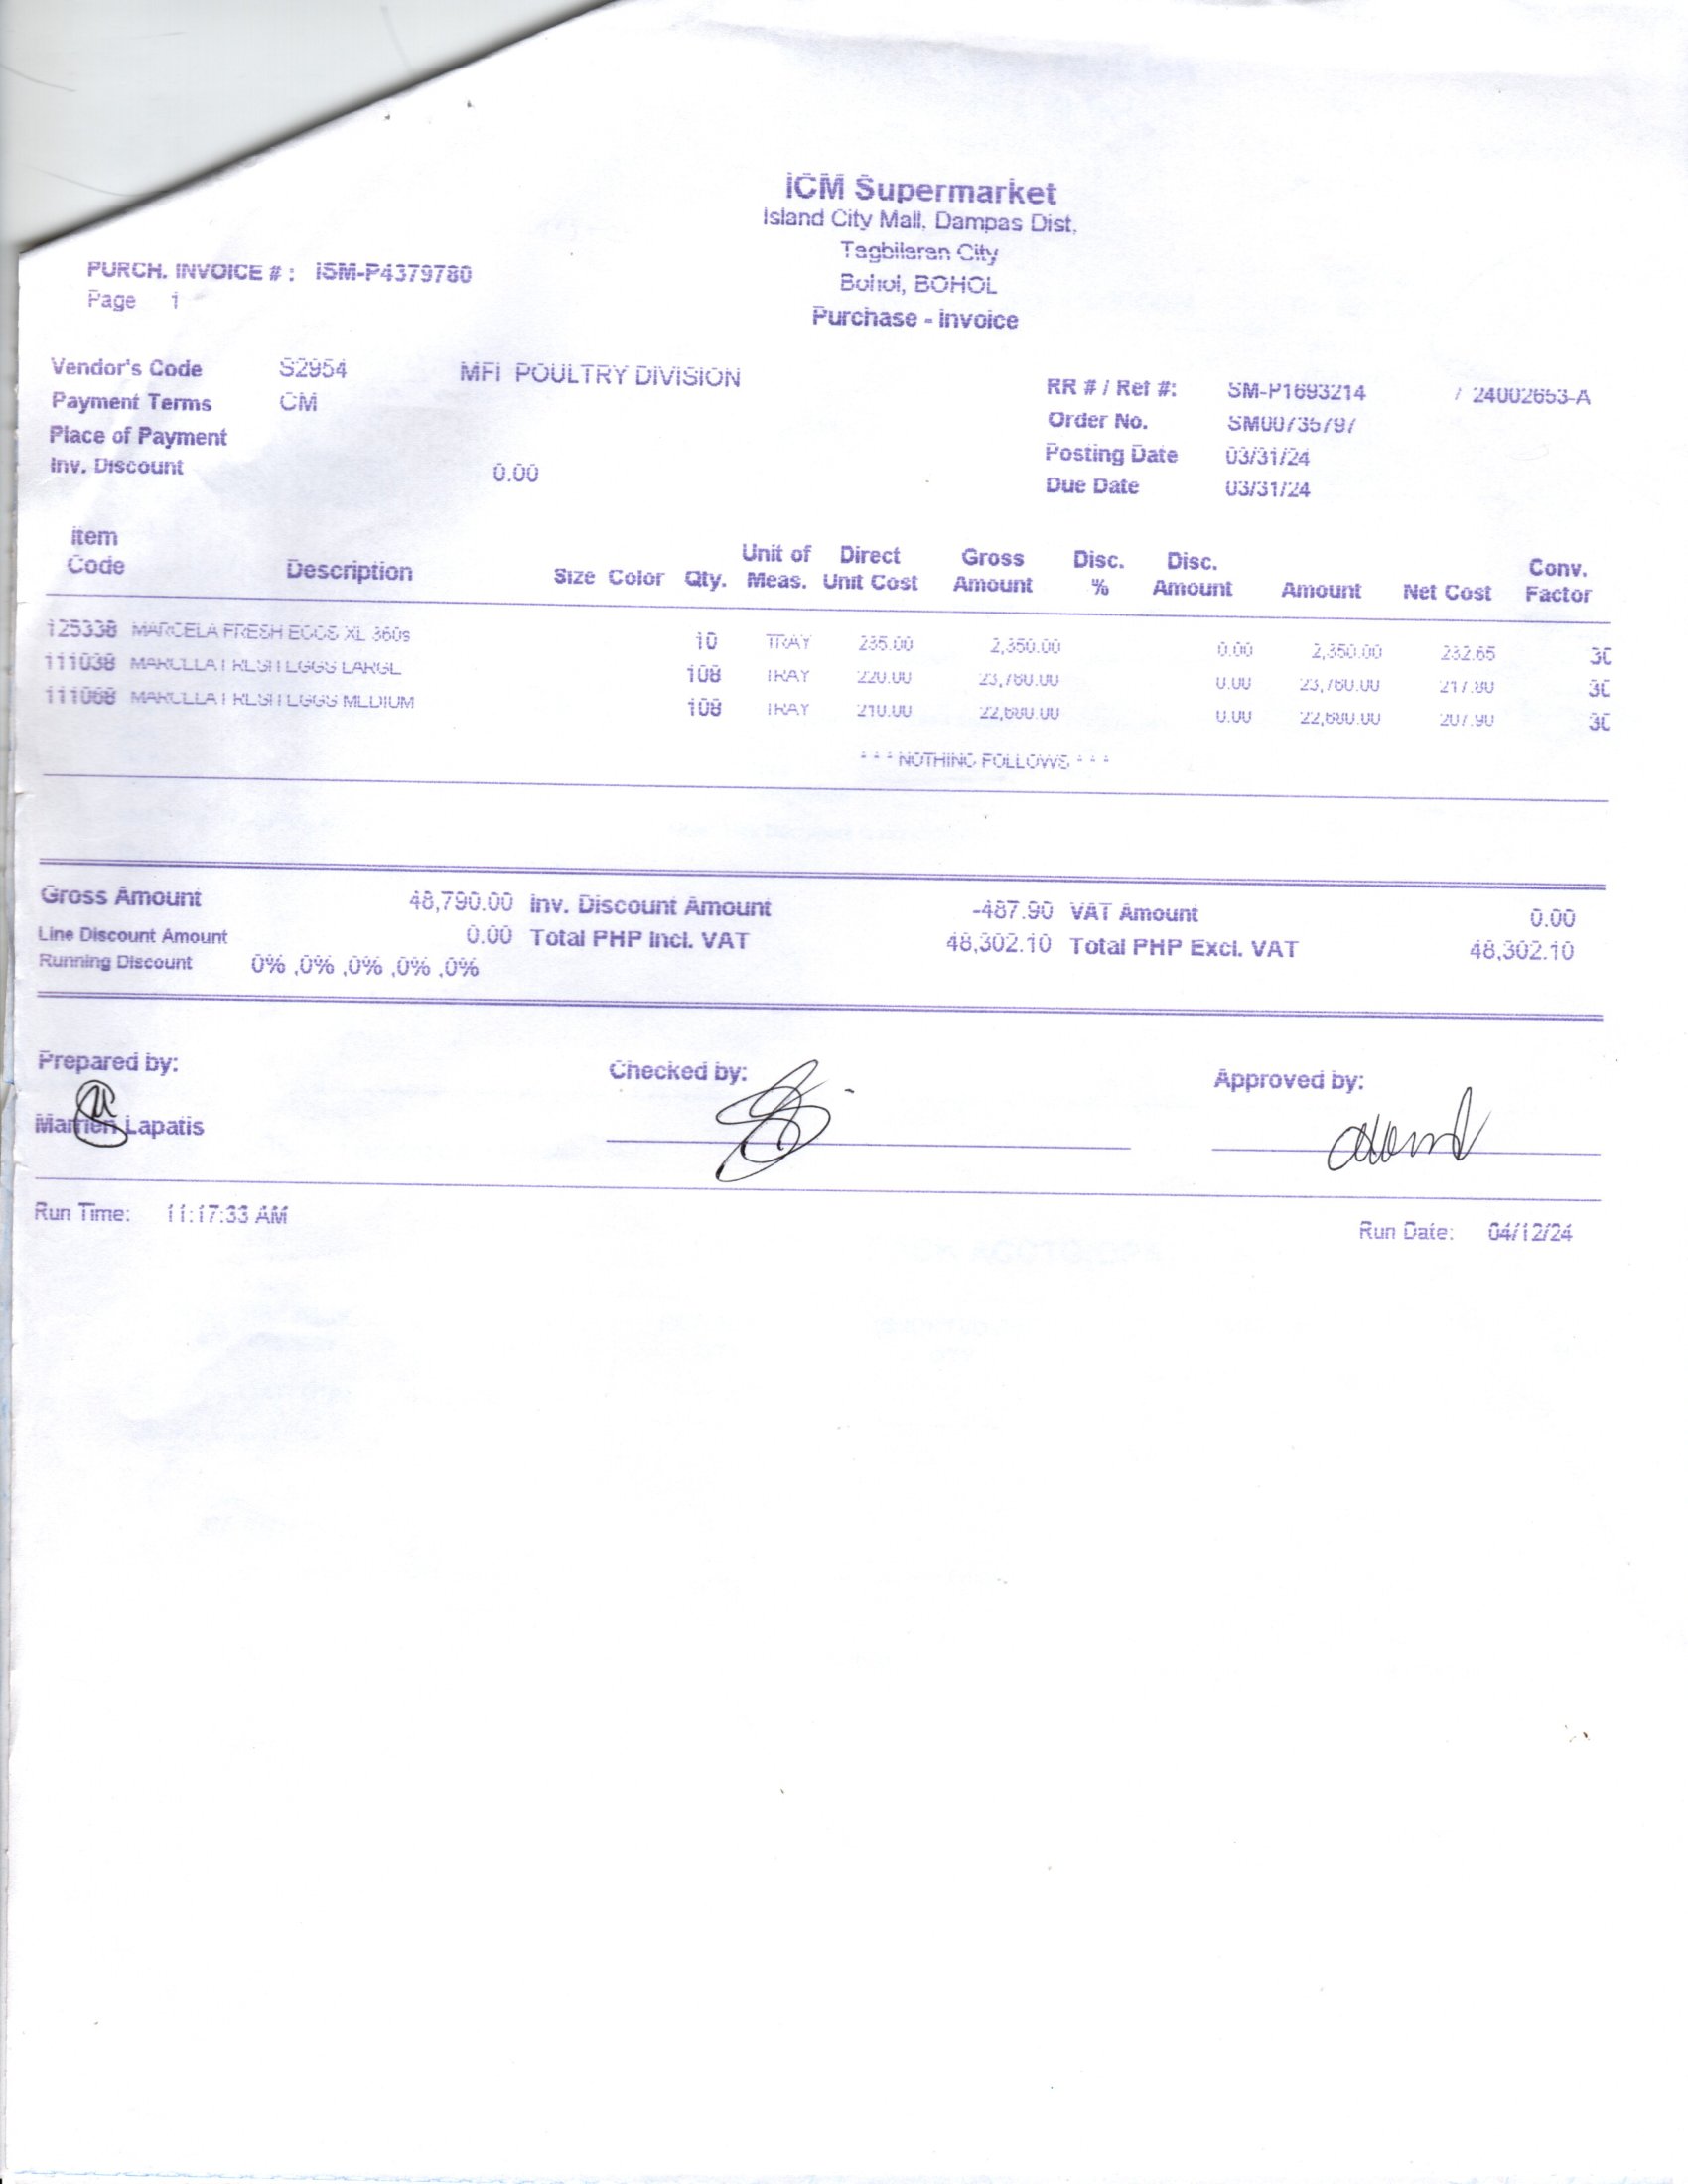 ICM Supermarket
Island City Mall, Dampas Dist.
Tagbilaran City
Bohol, BOHOL
Purchase - Invoice
PURCH. INVOICE # : ISM-P4379780
Page 1
Vendor's Code S2954 MFI POULTRY DIVISION
Payment Terms CM
Place of Payment
Inv. Discount 0.00
RR # / Ref #: SM-P1693214 / 24002653-A
Order No. SM00735797
Posting Date 03/31/24
Due Date 03/31/24
Item Code Description Size Color Qty. Unit of Meas. Direct Unit Cost Gross Amount Disc. % Disc. Amount Amount Net Cost Conv. Factor
125338 MARCELA FRESH EGGS XL 360s 10 TRAY 235.00 2,350.00 0.00 2,350.00 232.65 30
111038 MARCELLA FRESH EGGS LARGE 108 TRAY 220.00 23,760.00 0.00 23,760.00 217.80 30
111068 MARCELLA FRESH EGGS MEDIUM 108 TRAY 210.00 22,680.00 0.00 22,680.00 207.90 30
* * * NOTHING FOLLOWS * * *
Gross Amount 48,790.00 Inv. Discount Amount -487.90 VAT Amount 0.00
Line Discount Amount 0.00 Total PHP Incl. VAT 48,302.10 Total PHP Excl. VAT 48,302.10
Running Discount 0% ,0% ,0% ,0% ,0%
Prepared by: Checked by: Approved by:
Lapatis
Run Time: 11:17:33 AM Run Date: 04/12/24